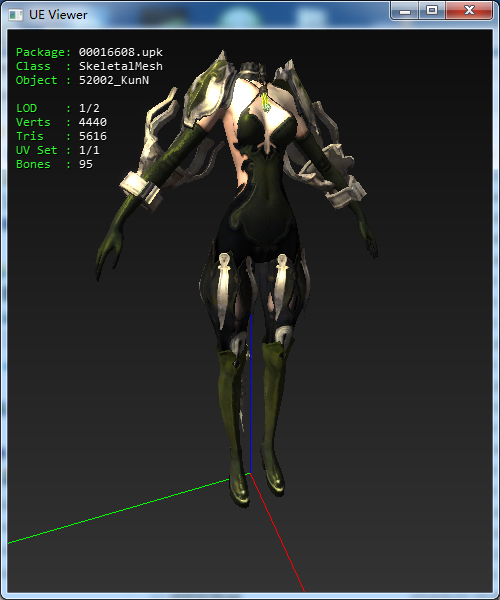 UE Viewer
Package: 00016608.upk
Class : SkeletalMesh
Object : 52002_KunN
LOD : 1/2
Verts : 4440
Tris : 5616
UV Set : 1/1
Bones : 95